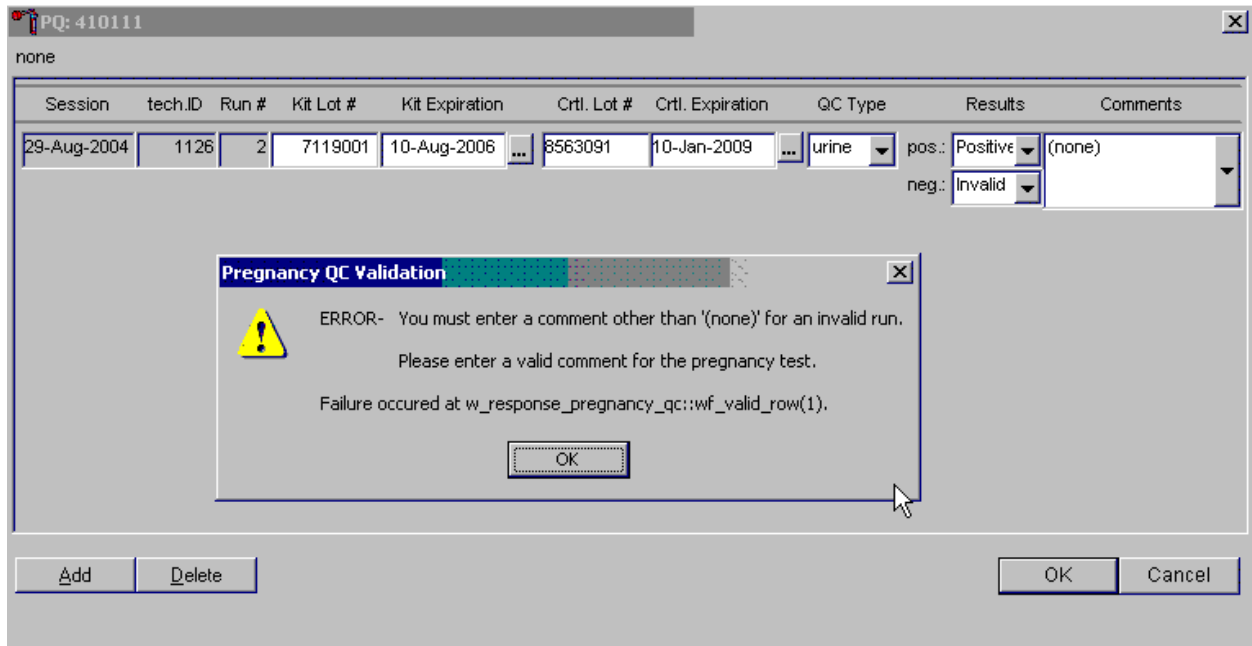 PQ: 410111
none
Session tech.ID Run # Kit Lot # Kit Expiration Crtl. Lot # Crtl. Expiration QC Type Results Comments
29-Aug-2004 1126 2 7119001 10-Aug-2006 ... 8563091 10-Jan-2009 ... urine pos.: Positive (none)
neg.: Invalid
Pregnancy QC Validation
ERROR- You must enter a comment other than '(none)' for an invalid run.
Please enter a valid comment for the pregnancy test.
Failure occured at w_response_pregnancy_qc::wf_valid_row(1).
OK
Add Delete OK Cancel